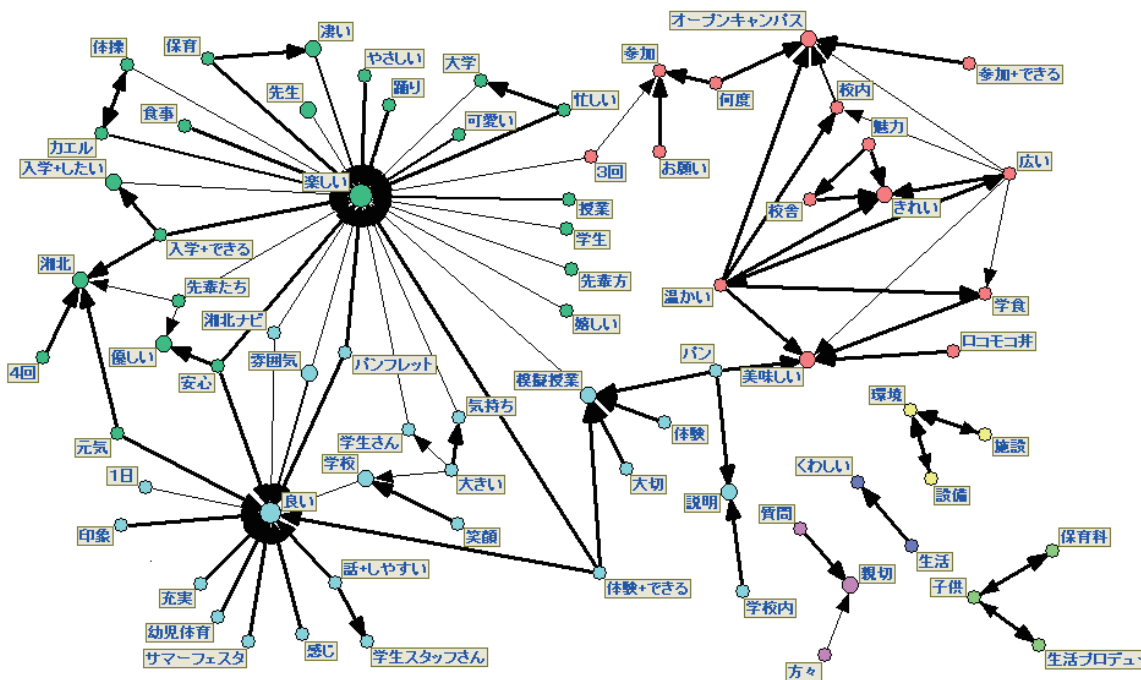 オープンキャンパス
凄い
保育
体操
やさしい
大学
参加
参加+できる
先生
踊り
忙しい
何度
校内
食事
可愛い
魅力
カエル
お願い
広い
入学+したい
楽しい
3回
授業
校舎
きれい
学生
入学+できる
湘北
先輩方
先輩たち
温かい
学食
湘北ナビ
嬉しい
雰囲気
パンフレット
パン
ロコモコ丼
4回
優しい
安心
模擬授業
美味しい
気持ち
環境
元気
学生さん
体験
施設
1日
学校
大きい
大切
くわしい
設備
良い
説明
印象
笑顔
質問
保育科
話+しやすい
体験+できる
生活
充実
学校内
親切
子供
幼児体育
サマーフェスタ
感じ
学生スタッフさん
方々
生活プロデュー